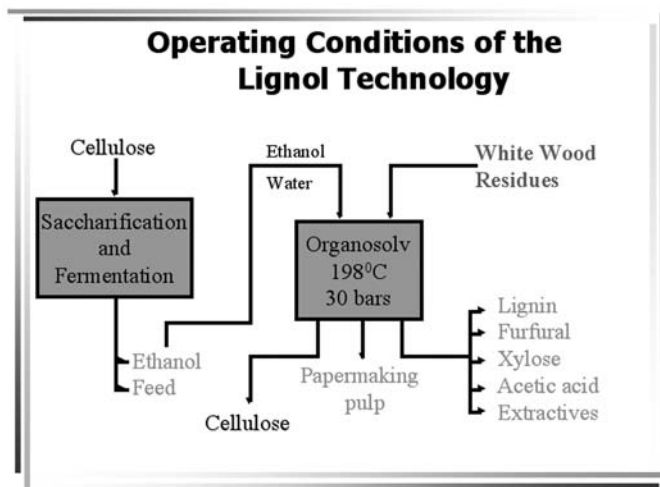 Operating Conditions of the
Lignol Technology
Cellulose
Saccharification
and
Fermentation
Ethanol
Feed
Ethanol
Water
White Wood
Residues
Organosolv
198⁰C
30 bars
Cellulose
Papermaking
pulp
Lignin
Furfural
Xylose
Acetic acid
Extractives